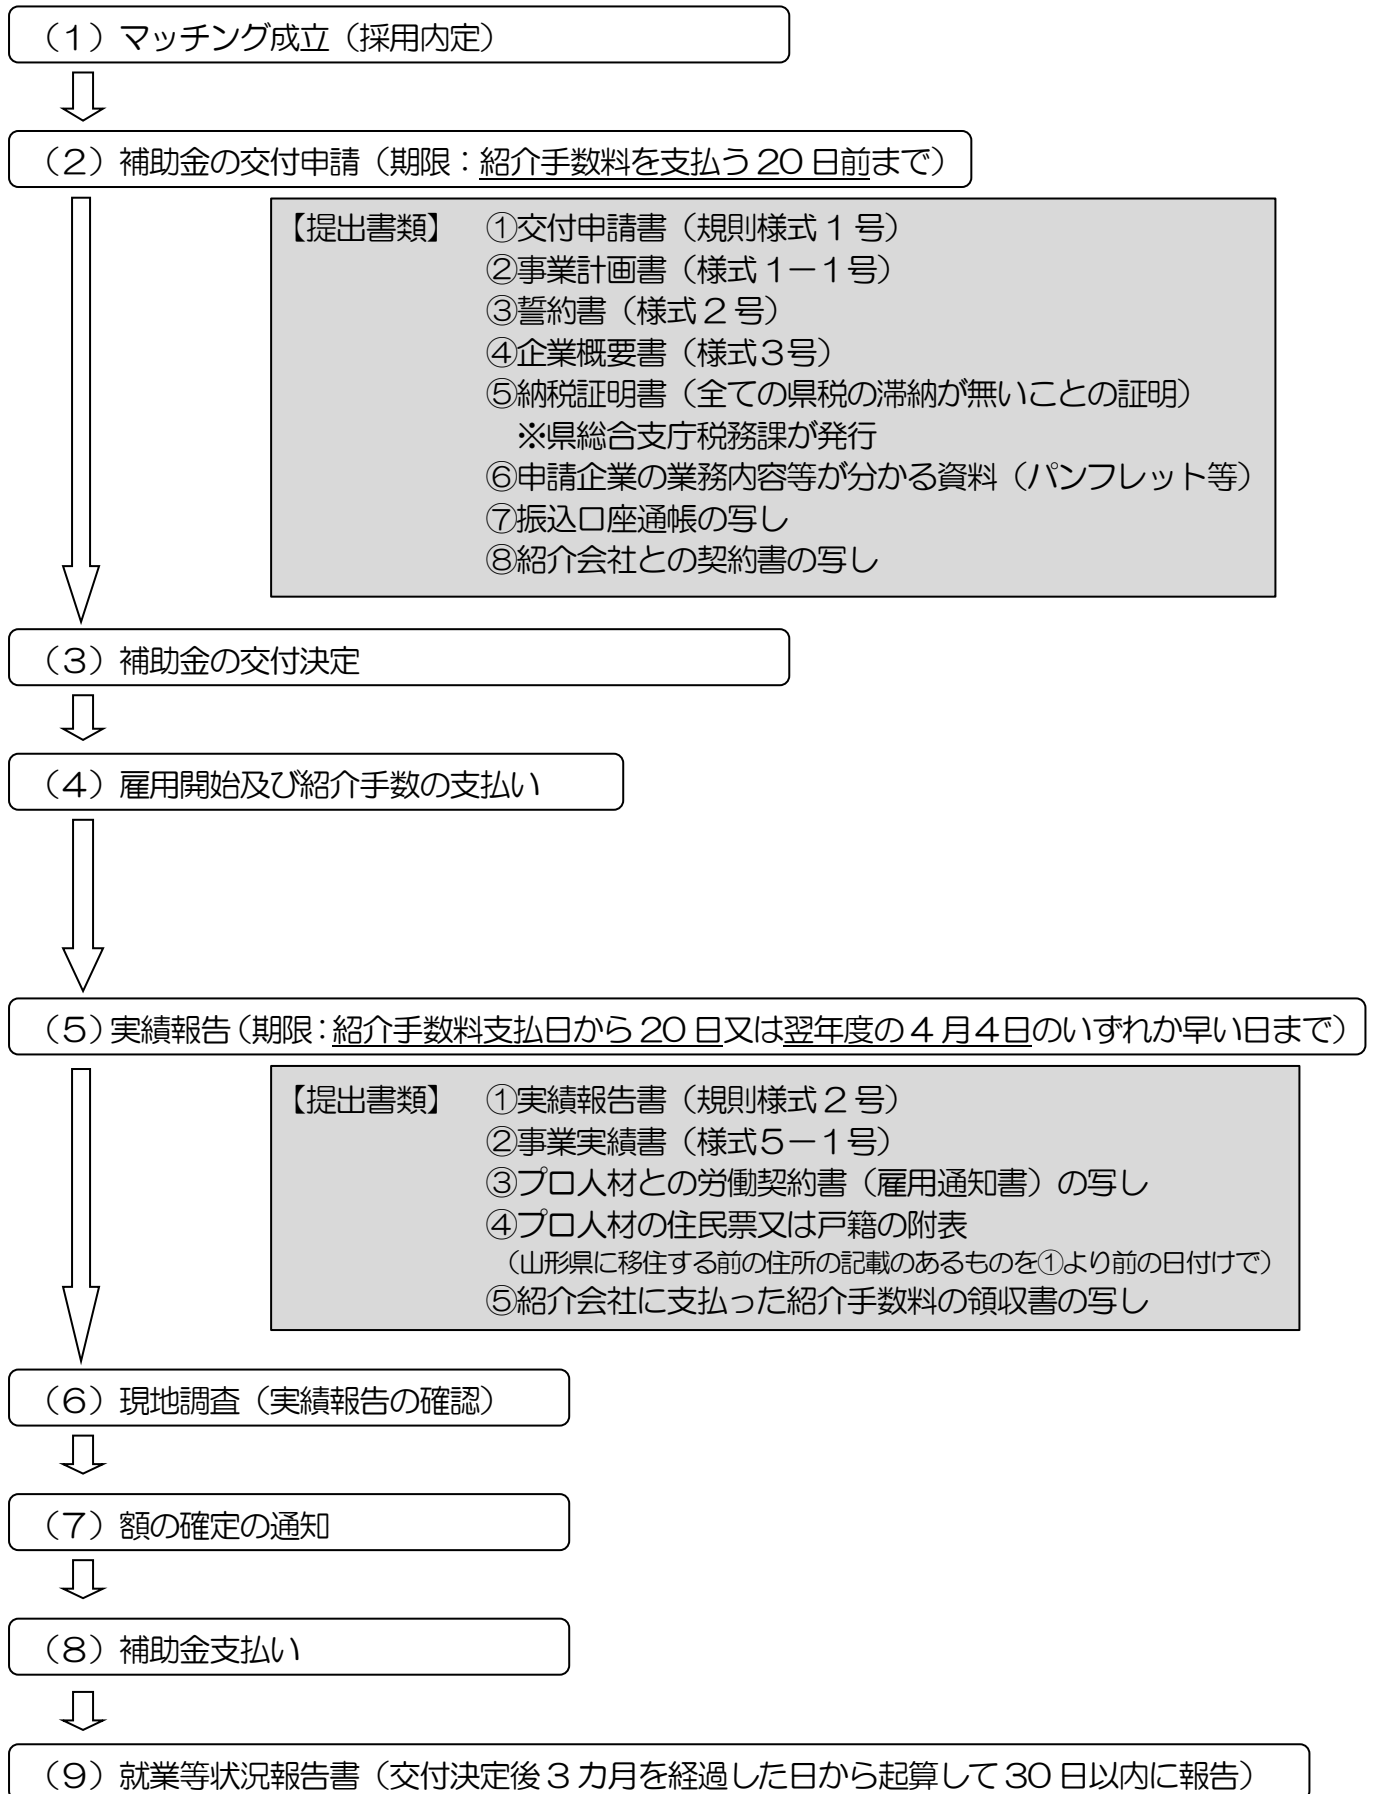 （１）マッチング成立（採用内定）
（２）補助金の交付申請（期限：紹介手数料を支払う 20 日前まで）
【提出書類】　①交付申請書（規則様式 1 号）
②事業計画書（様式 1－1号）
③誓約書（様式 2 号）
④企業概要書（様式3号）
⑤納税証明書（全ての県税の滞納が無いことの証明）
※県総合支庁税務課が発行
⑥申請企業の業務内容等が分かる資料（パンフレット等）
⑦振込口座通帳の写し
⑧紹介会社との契約書の写し
（３）補助金の交付決定
（４）雇用開始及び紹介手数の支払い
（５）実績報告（期限：紹介手数料支払日から 20 日又は翌年度の 4 月4日のいずれか早い日まで）
【提出書類】　①実績報告書（規則様式 2 号）
②事業実績書（様式5－1号）
③プロ人材との労働契約書（雇用通知書）の写し
④プロ人材の住民票又は戸籍の附表
（山形県に移住する前の住所の記載のあるものを①より前の日付けで）
⑤紹介会社に支払った紹介手数料の領収書の写し
（６）現地調査（実績報告の確認）
（７）額の確定の通知
（８）補助金支払い
（９）就業等状況報告書（交付決定後 3 カ月を経過した日から起算して 30 日以内に報告）